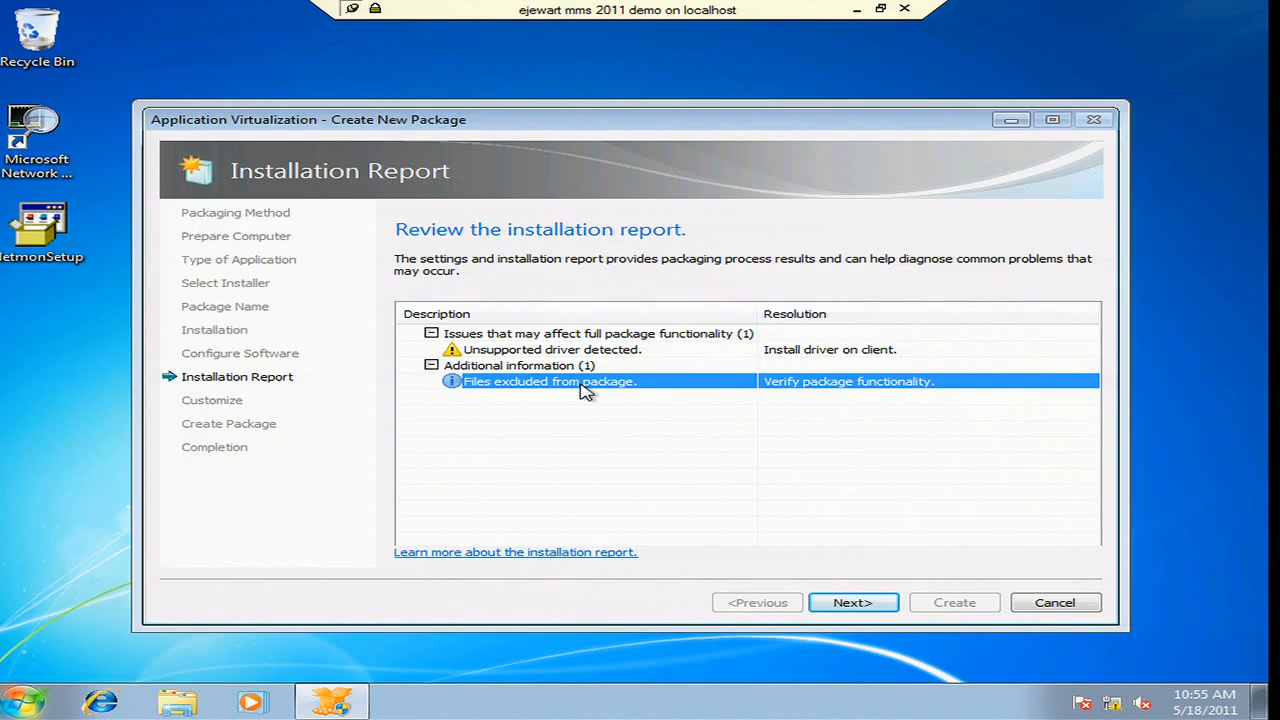 ejewart mms 2011 demo on localhost
Recycle Bin
Microsoft
Network ...
etmonSetup
Application Virtualization - Create New Package
Installation Report
Packaging Method
Prepare Computer
Type of Application
Select Installer
Package Name
Installation
Configure Software
Installation Report
Customize
Create Package
Completion
Review the installation report.
The settings and installation report provides packaging process results and can help diagnose common problems that
may occur.
Description Resolution
Issues that may affect full package functionality (1)
Unsupported driver detected. Install driver on client.
Additional information (1)
Files excluded from package. Verify package functionality.
Learn more about the installation report.
<Previous Next> Create Cancel
10:55 AM
5/18/2011